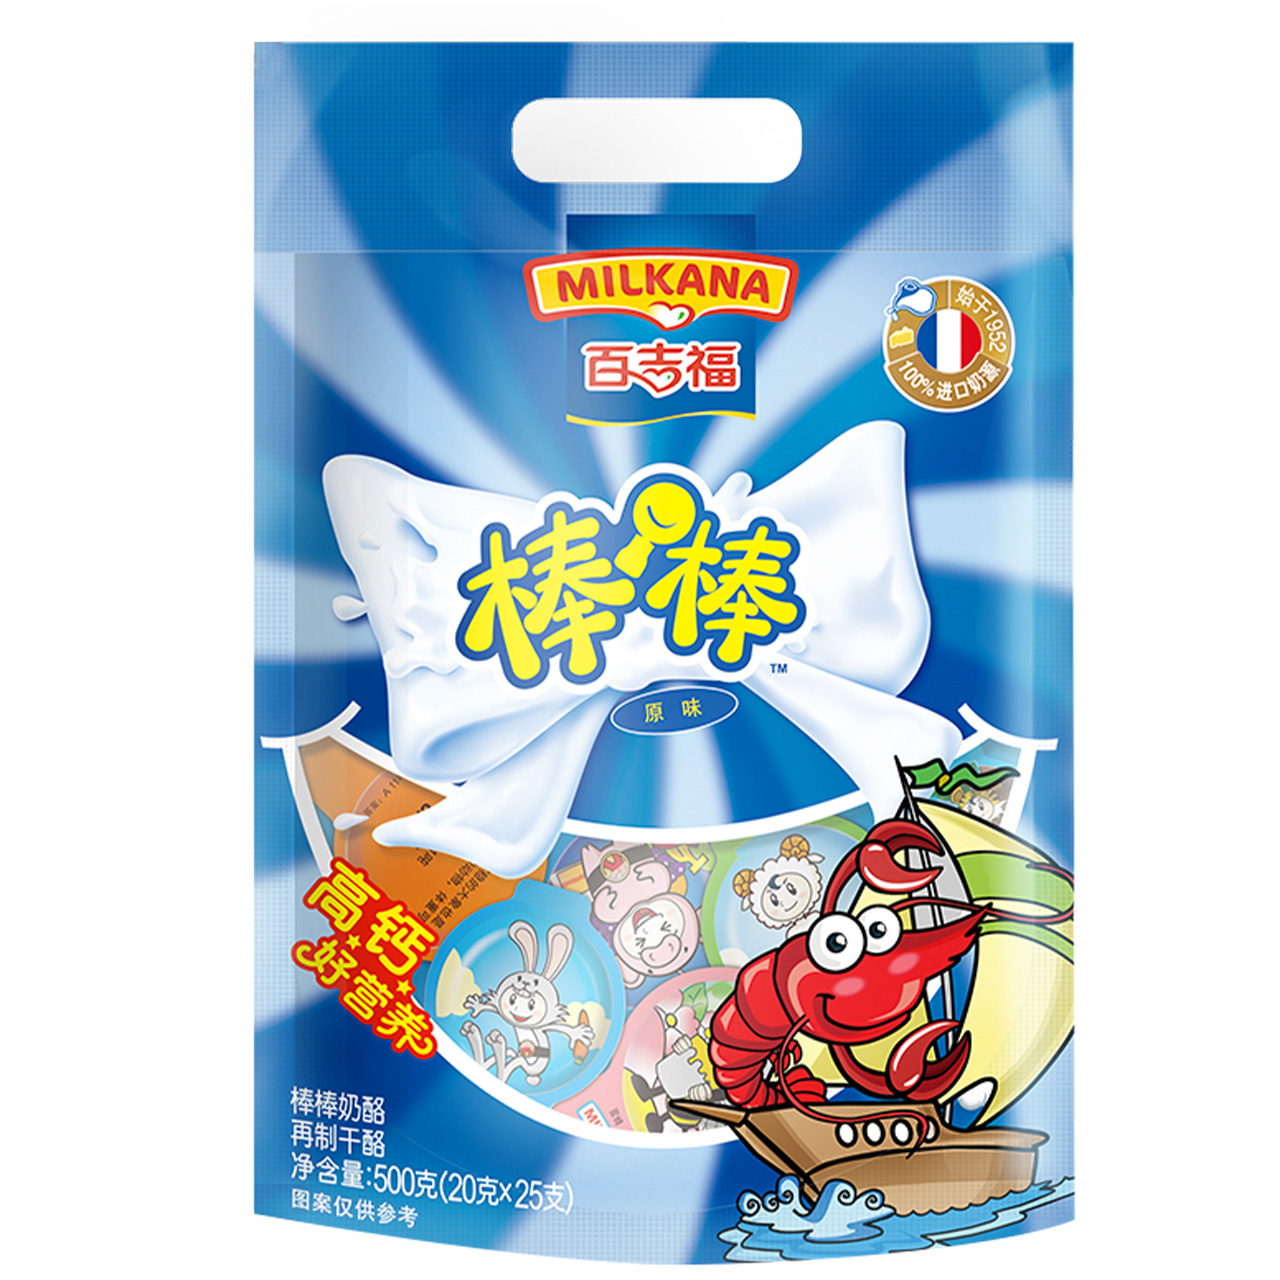 MILKANA
百吉福
始于1952
100%进口奶源
棒棒
TM
原味
高钙
好营养
棒棒奶酪
再制干酪
净含量:500克(20克×25支)
图案仅供参考